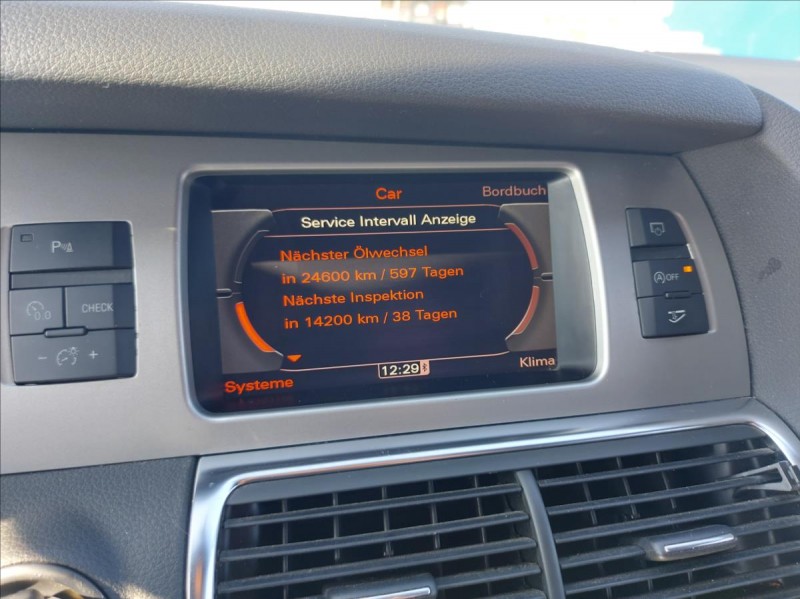 Car
Bordbuch
Service Intervall Anzeige
Nächster Ölwechsel
in 24600 km / 597 Tagen
Nächste Inspektion
in 14200 km / 38 Tagen
12:29
Klima
Systeme
P
0.0
CHECK
- +
A OFF